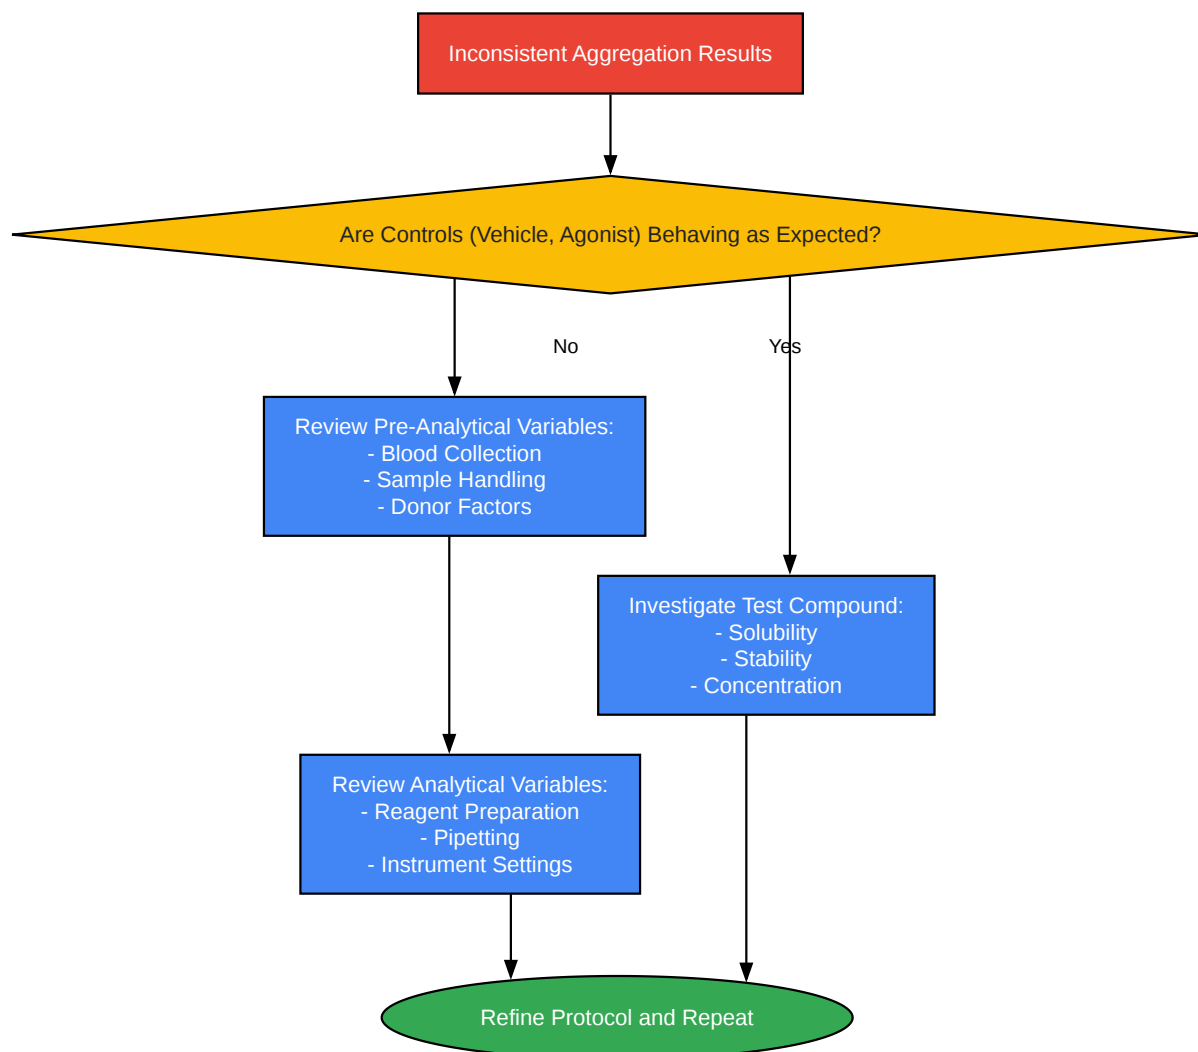 Inconsistent Aggregation Results
Are Controls (Vehicle, Agonist) Behaving as Expected?
No
Yes
Review Pre-Analytical Variables:
- Blood Collection
- Sample Handling
- Donor Factors
Investigate Test Compound:
- Solubility
- Stability
- Concentration
Review Analytical Variables:
- Reagent Preparation
- Pipetting
- Instrument Settings
Refine Protocol and Repeat